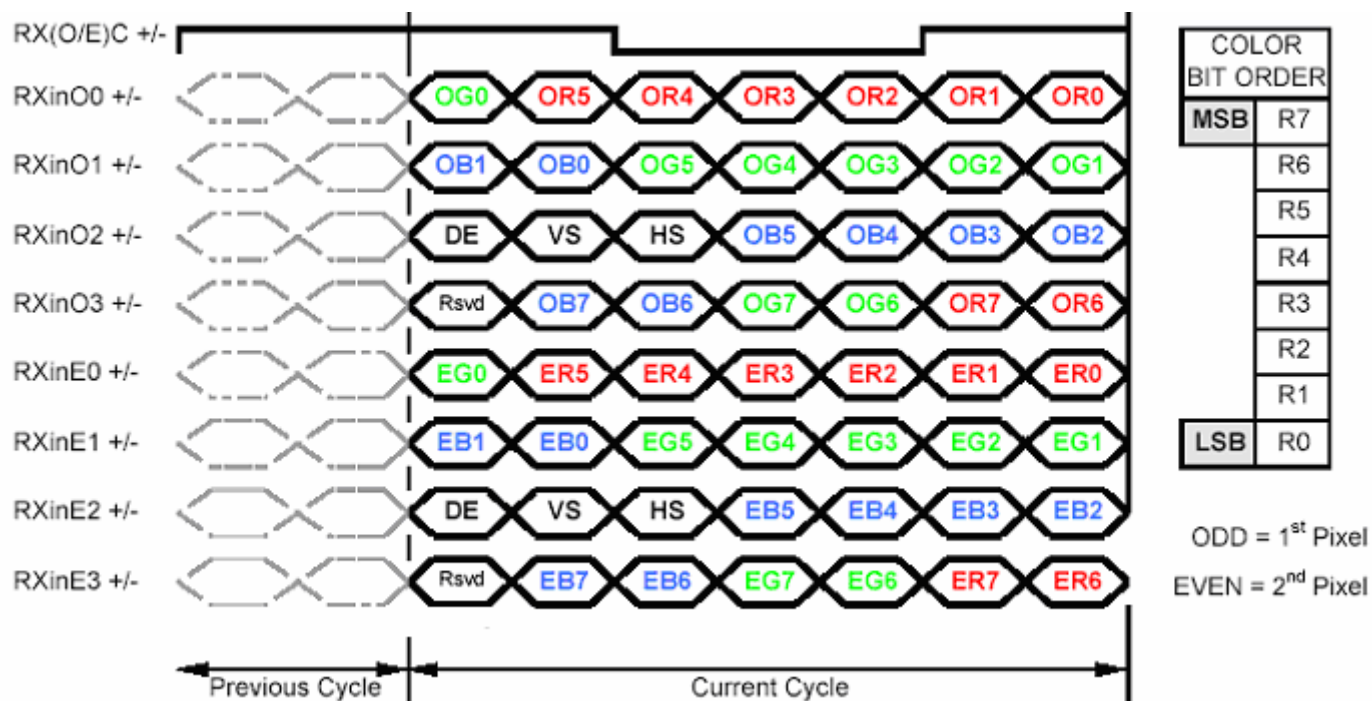 RX(O/E)C +/-
RXinO0 +/- OG0 OR5 OR4 OR3 OR2 OR1 OR0
RXinO1 +/- OB1 OB0 OG5 OG4 OG3 OG2 OG1
RXinO2 +/- DE VS HS OB5 OB4 OB3 OB2
RXinO3 +/- Rsvd OB7 OB6 OG7 OG6 OR7 OR6
RXinE0 +/- EG0 ER5 ER4 ER3 ER2 ER1 ER0
RXinE1 +/- EB1 EB0 EG5 EG4 EG3 EG2 EG1
RXinE2 +/- DE VS HS EB5 EB4 EB3 EB2
RXinE3 +/- Rsvd EB7 EB6 EG7 EG6 ER7 ER6
Previous Cycle Current Cycle
COLOR
BIT ORDER
MSB R7
R6
R5
R4
R3
R2
R1
LSB R0
ODD = 1st Pixel
EVEN = 2nd Pixel